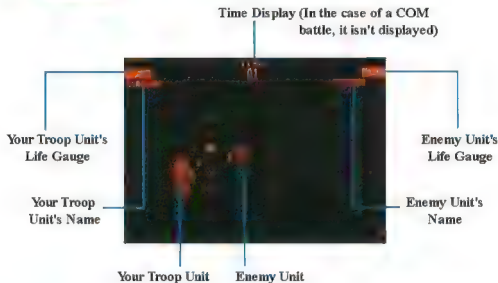 Time Display (In the case of a COM
battle, it isn't displayed)
Your Troop Unit's
Life Gauge
Enemy Unit's
Life Gauge
Your Troop
Unit's Name
Enemy Unit's
Name
Your Troop Unit
Enemy Unit